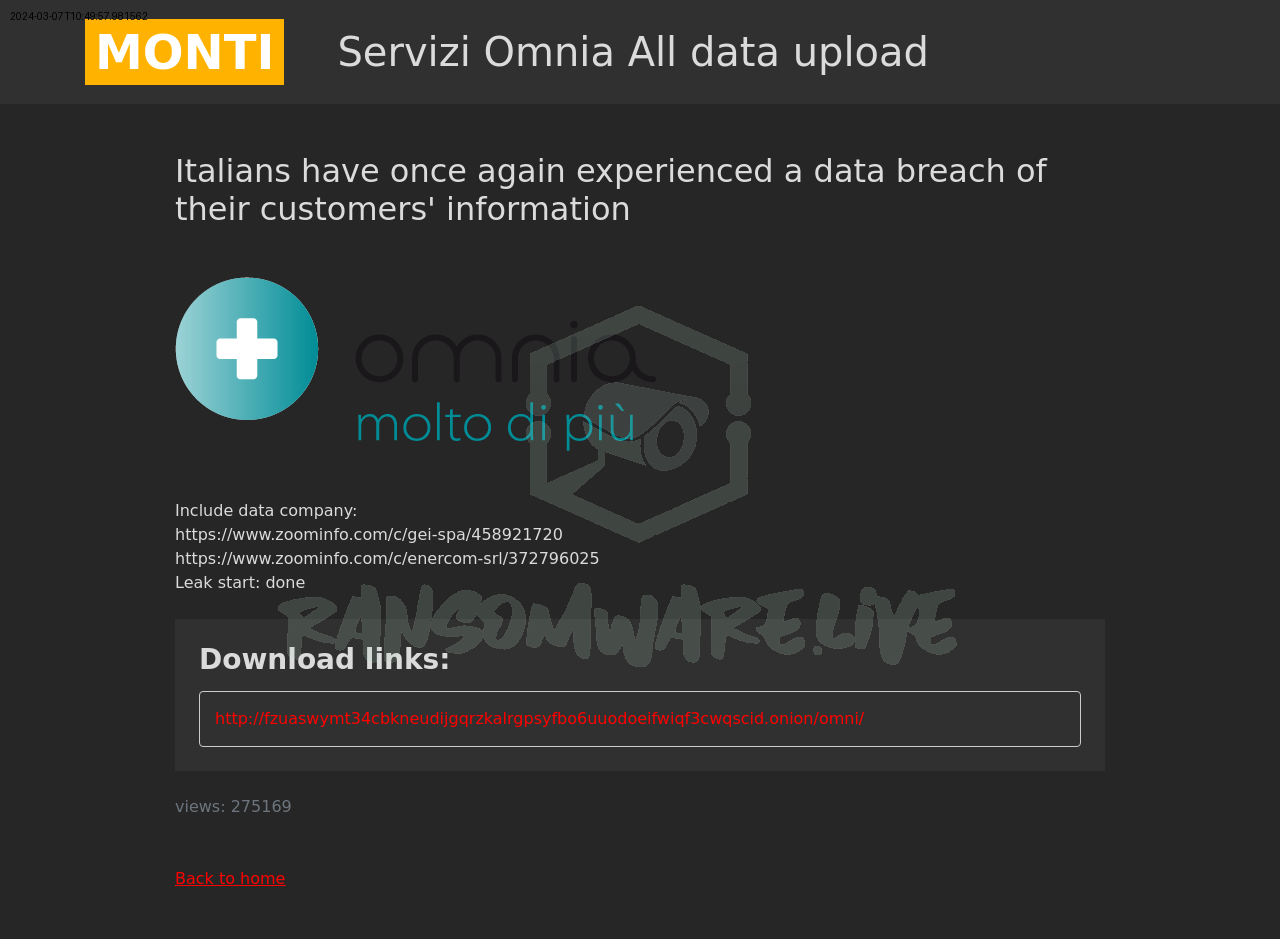 2024-03-07T10:49:57.981562
MONTI
Servizi Omnia All data upload
Italians have once again experienced a data breach of
their customers' information
omnia
molto di più
Include data company:
https://www.zoominfo.com/c/gei-spa/458921720
https://www.zoominfo.com/c/enercom-srl/372796025
Leak start: done
RANSOMWARE.LIVE
Download links:
http://fzuaswymt34cbkneudijgqrzkalrgpsyfbo6uuodoeifwiqf3cwqscid.onion/omni/
views: 275169
Back to home